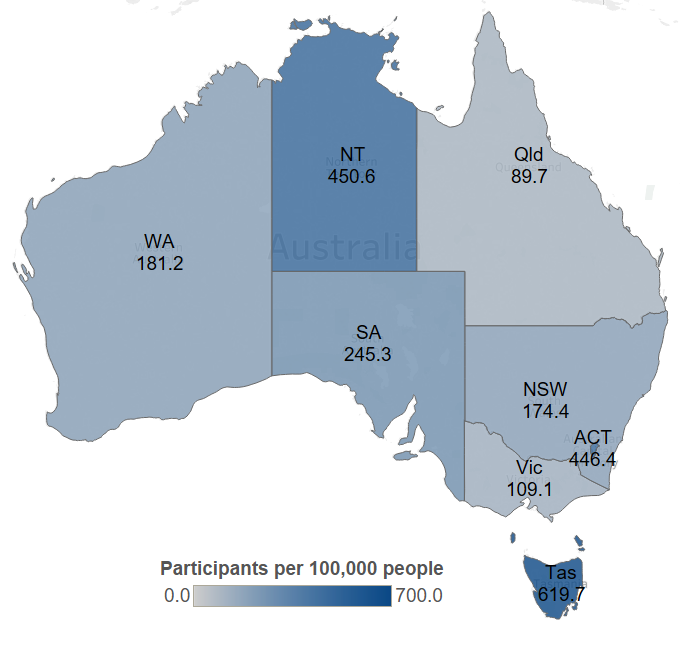 NT
450.6
Qld
89.7
Australia
WA
181.2
SA
245.3
NSW
174.4
ACT
446.4
Vic
109.1
Tas
619.7
Participants per 100,000 people
0.0
700.0